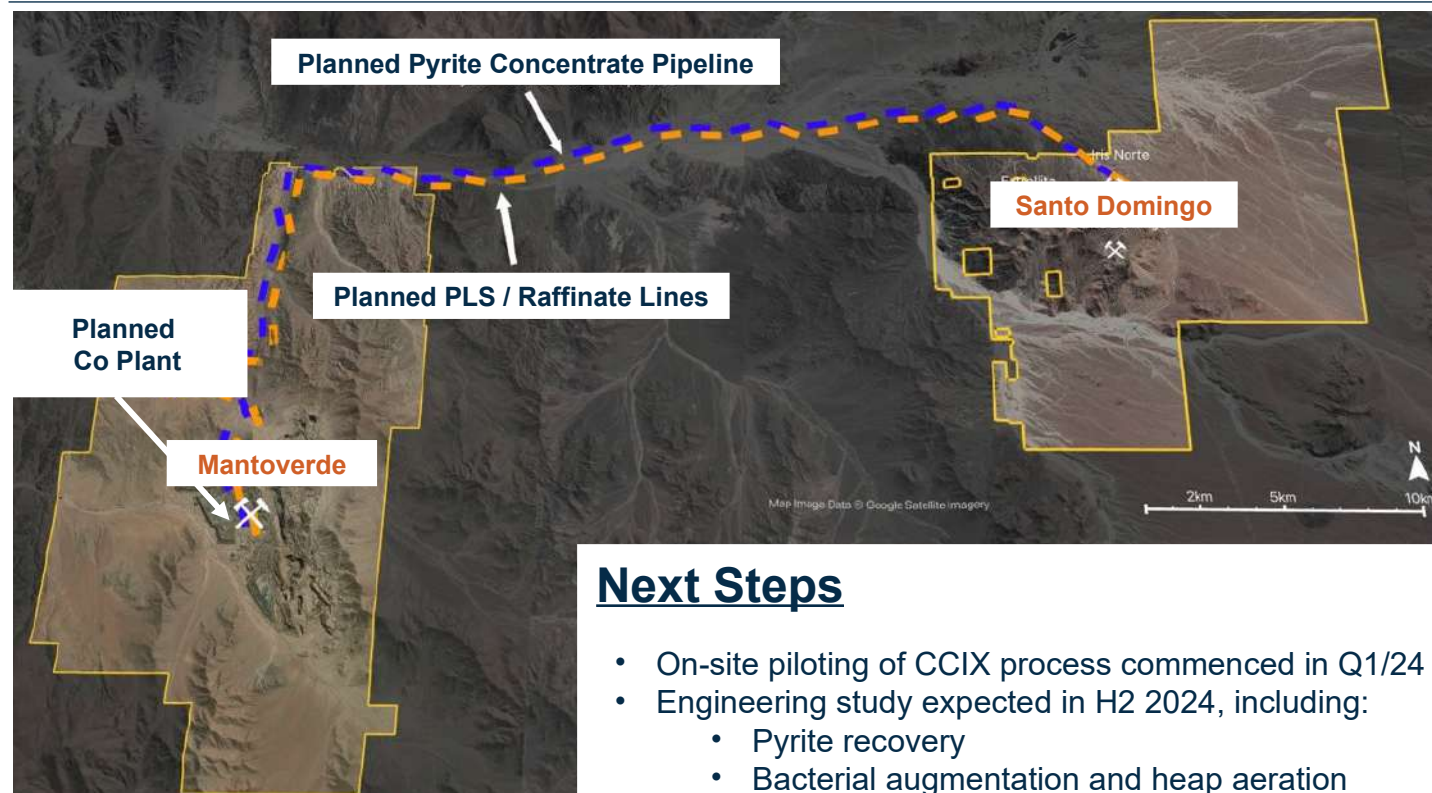 Planned Pyrite Concentrate Pipeline
Iris Norte
Santo Domingo
Planned PLS / Raffinate Lines
Planned
Co Plant
Mantoverde
N
2km 5km 10km
Map Image Data © Google Satellite Imagery
Next Steps
• On-site piloting of CCIX process commenced in Q1/24
• Engineering study expected in H2 2024, including:
• Pyrite recovery
• Bacterial augmentation and heap aeration